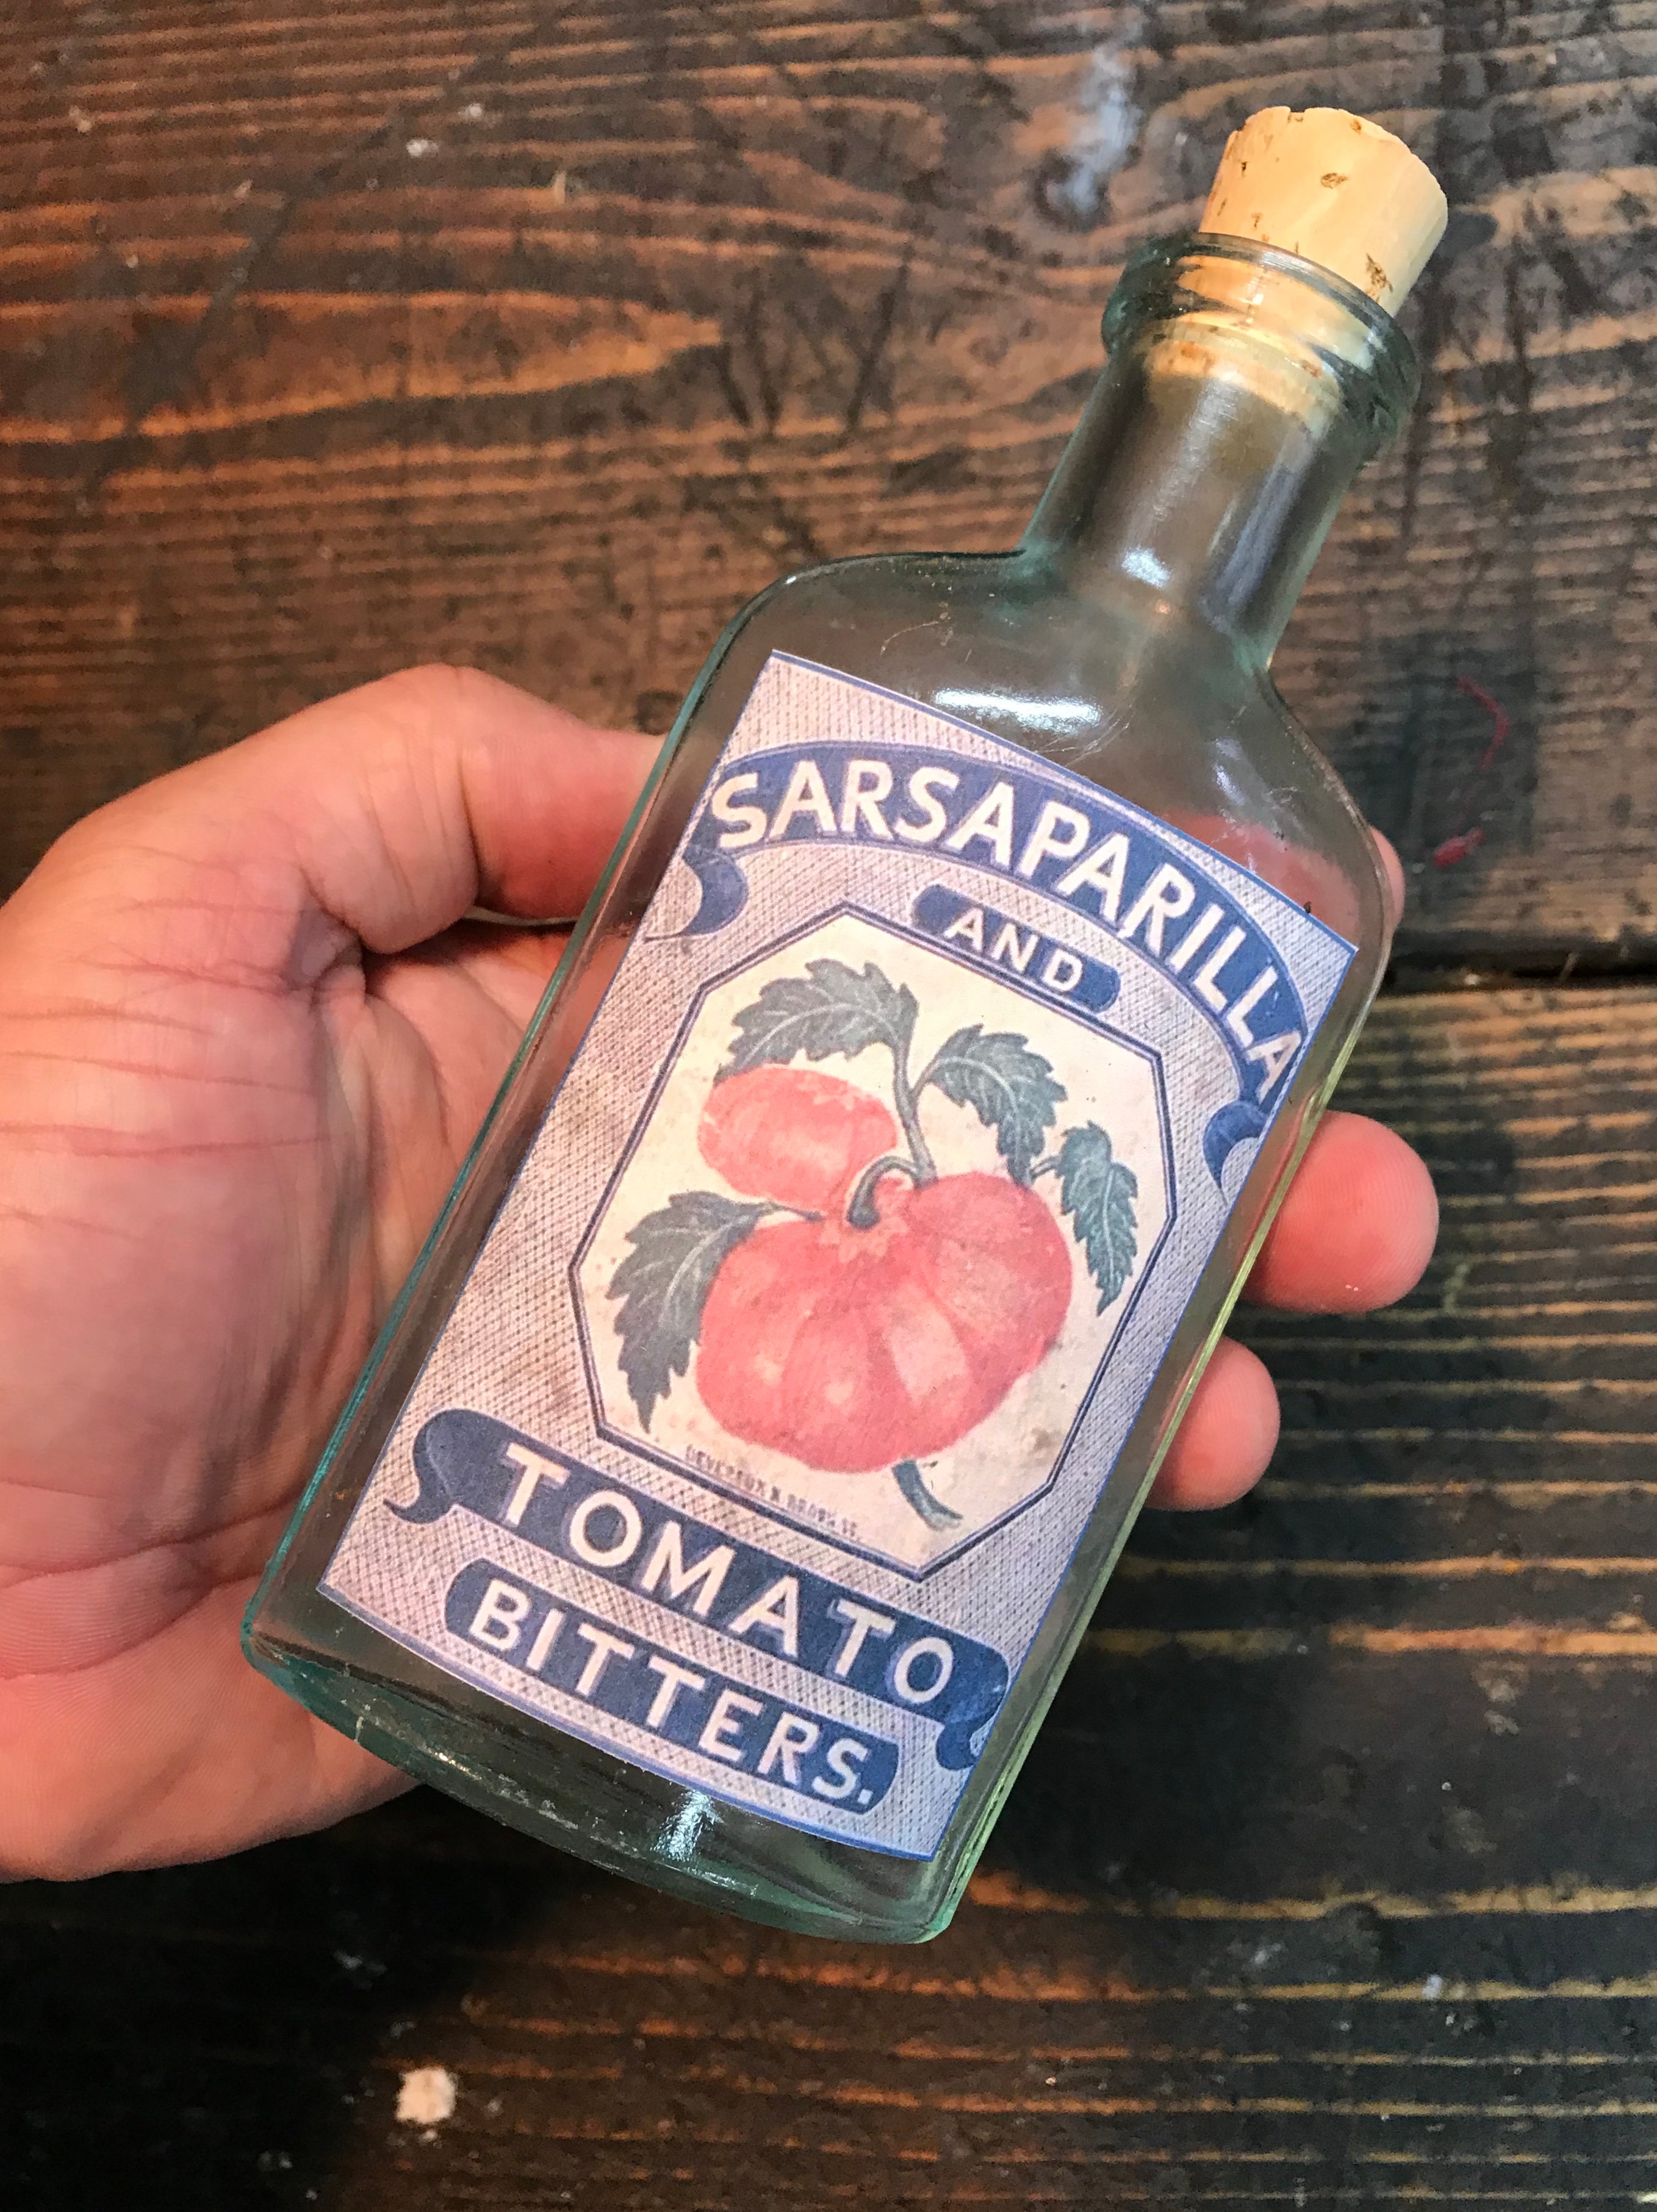 SARSAPARILLA
AND
TOMATO
BITTERS.